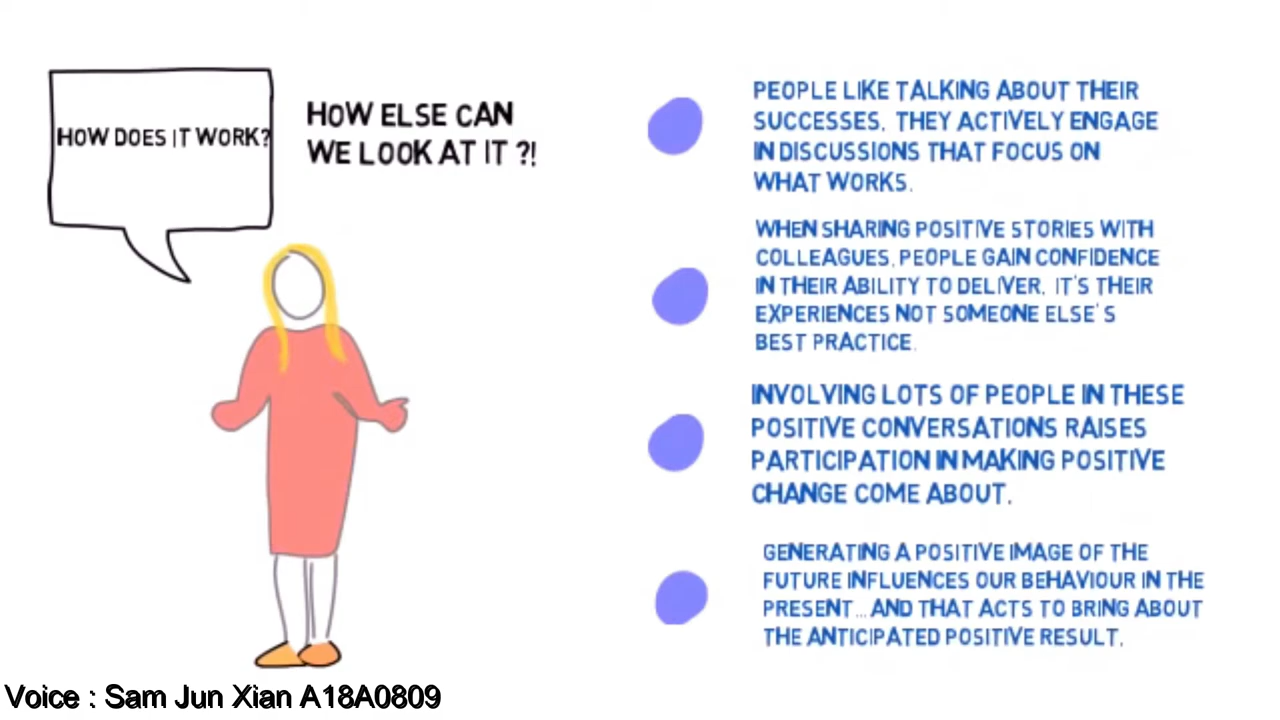 HOW DOES IT WORK?
HOW ELSE CAN
WE LOOK AT IT ?!
PEOPLE LIKE TALKING ABOUT THEIR
SUCCESSES. THEY ACTIVELY ENGAGE
IN DISCUSSIONS THAT FOCUS ON
WHAT WORKS.
WHEN SHARING POSITIVE STORIES WITH
COLLEAGUES, PEOPLE GAIN CONFIDENCE
IN THEIR ABILITY TO DELIVER. IT'S THEIR
EXPERIENCES NOT SOMEONE ELSE'S
BEST PRACTICE.
INVOLVING LOTS OF PEOPLE IN THESE
POSITIVE CONVERSATIONS RAISES
PARTICIPATION IN MAKING POSITIVE
CHANGE COME ABOUT.
GENERATING A POSITIVE IMAGE OF THE
FUTURE INFLUENCES OUR BEHAVIOUR IN THE
PRESENT...AND THAT ACTS TO BRING ABOUT
THE ANTICIPATED POSITIVE RESULT.
Voice : Sam Jun Xian A18A0809